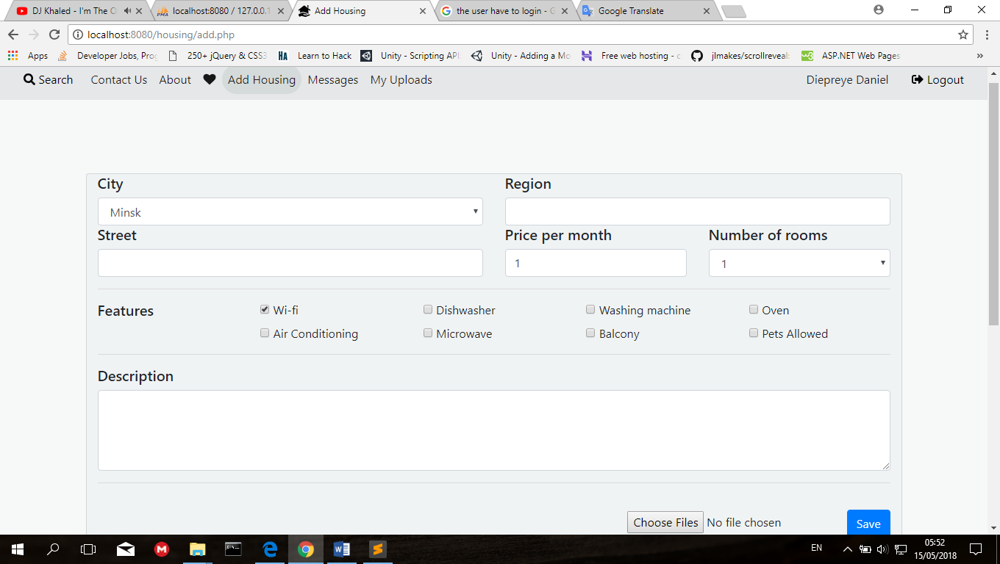 DJ Khaled - I'm The O
localhost:8080 / 127.0.0.1
Add Housing
the user have to login - G
Google Translate
localhost:8080/housing/add.php
Apps Developer Jobs, Pro 250+ jQuery & CSS3 HA Learn to Hack Unity - Scripting API Unity - Adding a Mo Free web hosting - c jlmakes/scrollreveal: ASP.NET Web Pages »
Search Contact Us About Add Housing Messages My Uploads Diepreye Daniel Logout
City Region
Minsk
Street Price per month Number of rooms
1 1
Features Wi-fi Dishwasher Washing machine Oven
Air Conditioning Microwave Balcony Pets Allowed
Description
Choose Files No file chosen Save
EN 05:52
15/05/2018